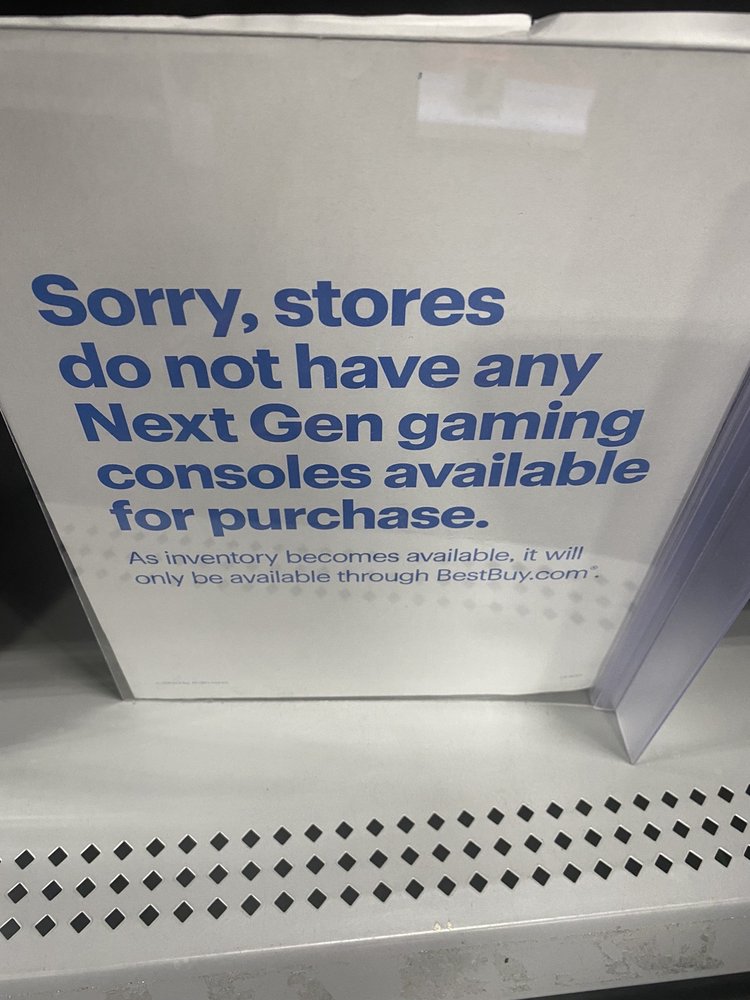 Sorry, stores
do not have any
Next Gen gaming
consoles available
for purchase.
As inventory becomes available, it will
only be available through BestBuy.com®.